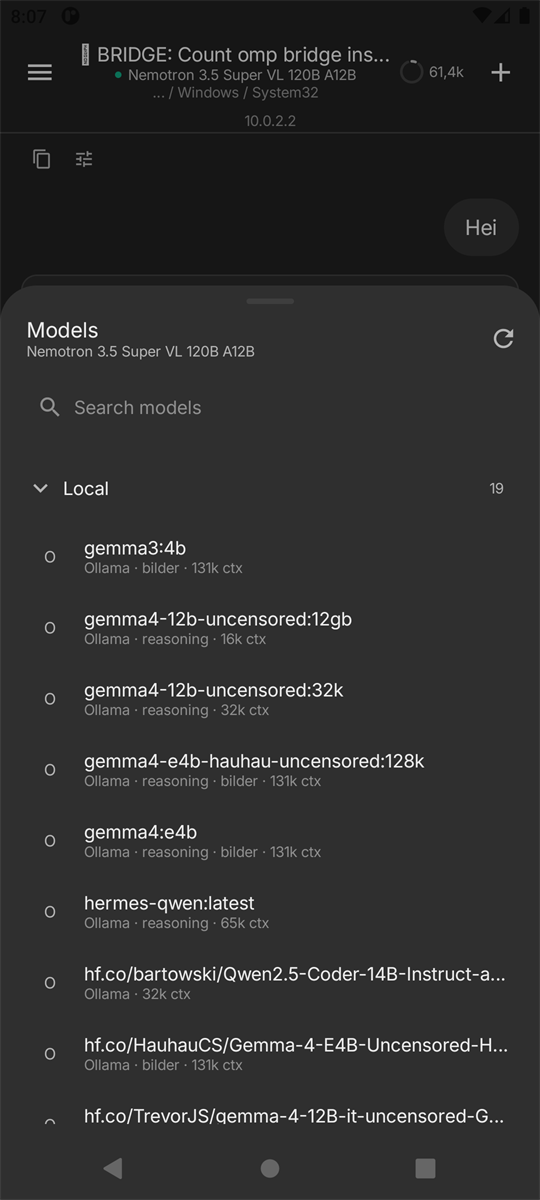 8:07
BRIDGE: Count omp bridge ins...
Nemotron 3.5 Super VL 120B A12B
... / Windows / System32
61,4k
10.0.2.2
Hei
Models
Nemotron 3.5 Super VL 120B A12B
Search models
Local
19
O
gemma3:4b
Ollama · bilder · 131k ctx
O
gemma4-12b-uncensored:12gb
Ollama · reasoning · 16k ctx
O
gemma4-12b-uncensored:32k
Ollama · reasoning · 32k ctx
O
gemma4-e4b-hauhau-uncensored:128k
Ollama · reasoning · bilder · 131k ctx
O
gemma4:e4b
Ollama · reasoning · bilder · 131k ctx
O
hermes-qwen:latest
Ollama · reasoning · 65k ctx
O
hf.co/bartowski/Qwen2.5-Coder-14B-Instruct-a...
Ollama · 32k ctx
O
hf.co/HauhauCS/Gemma-4-E4B-Uncensored-H...
Ollama · bilder · 131k ctx
hf.co/TrevorJS/gemma-4-12B-it-uncensored-G...